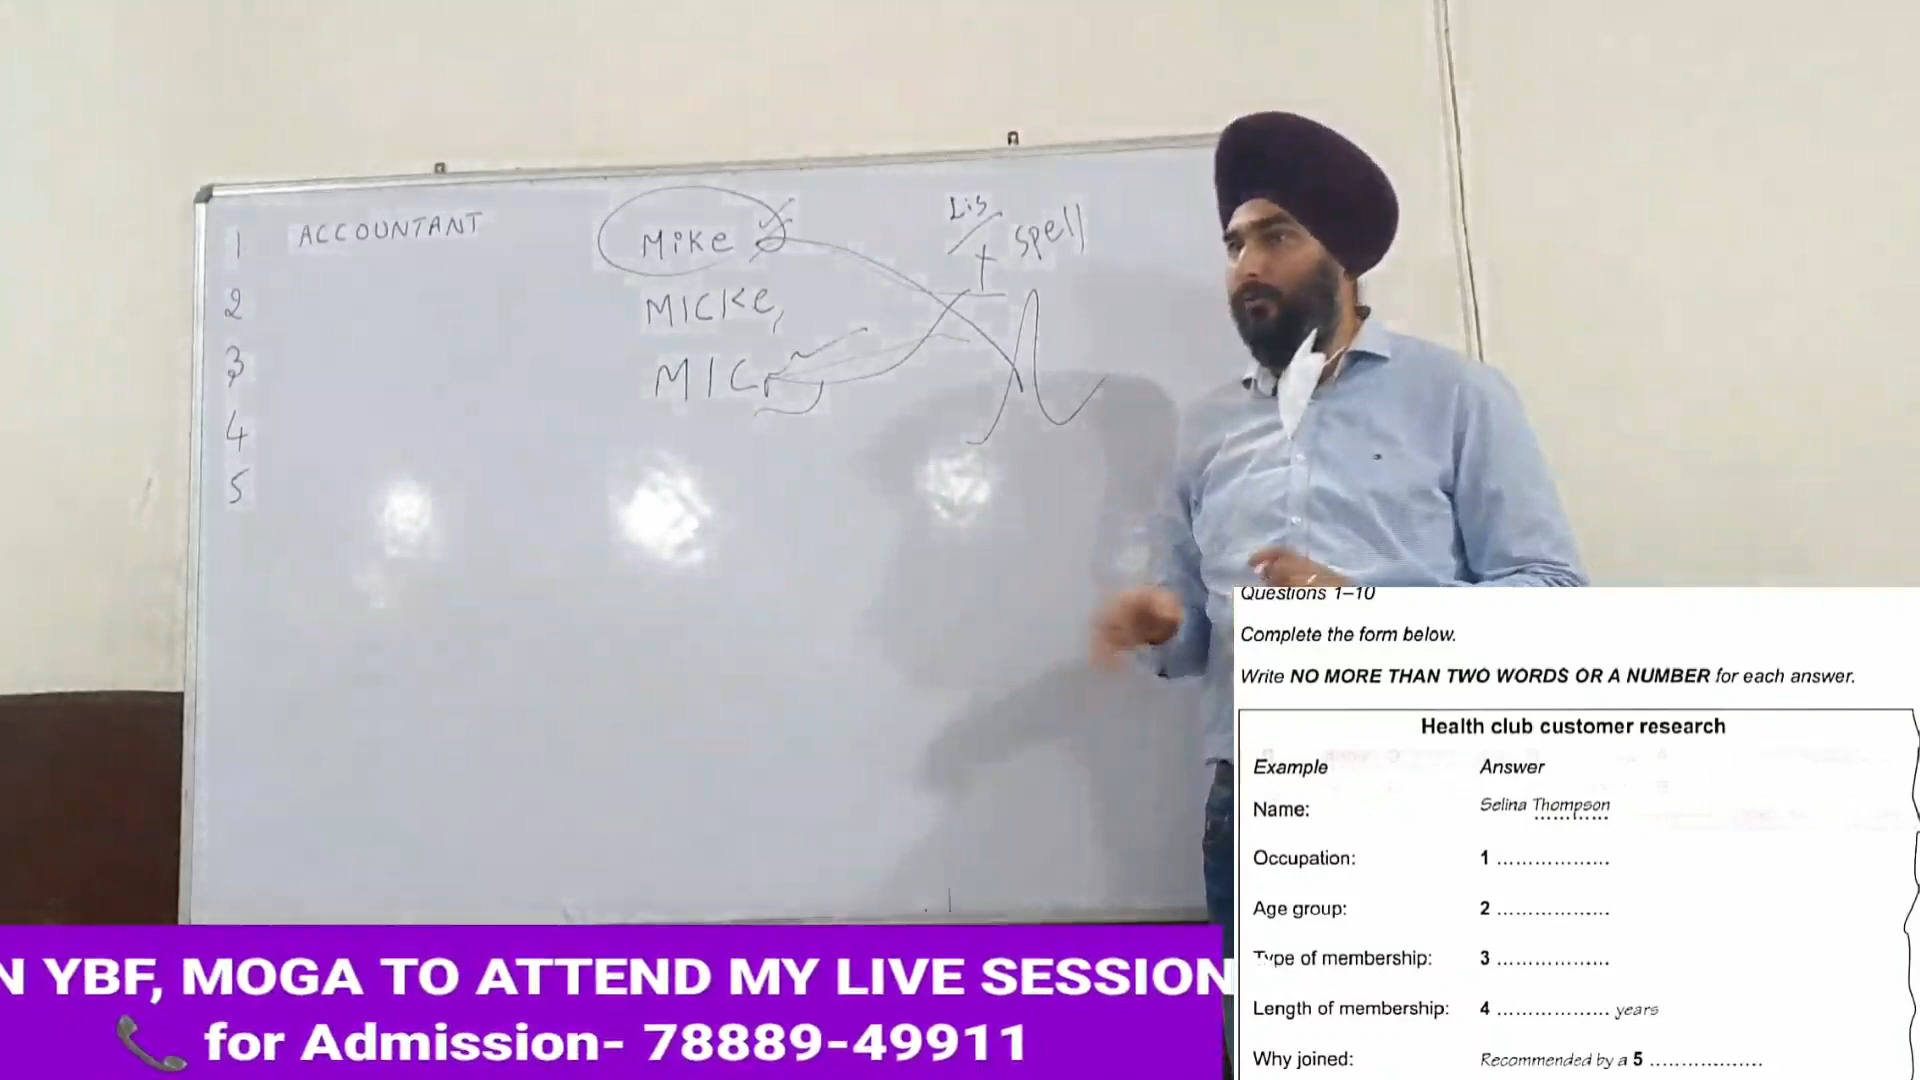 1 ACCOUNTANT
2
3
4
5
MiKe
MICKe,
MIC
Lis
+ Spell
Questions 1–10
Complete the form below.
Write NO MORE THAN TWO WORDS OR A NUMBER for each answer.
Health club customer research
Example Answer
Name: Selina Thompson
Occupation: 1 ..................
Age group: 2 ..................
Type of membership: 3 ..................
Length of membership: 4 .................. years
Why joined: Recommended by a 5 ..................
N YBF, MOGA TO ATTEND MY LIVE SESSION
for Admission- 78889-49911